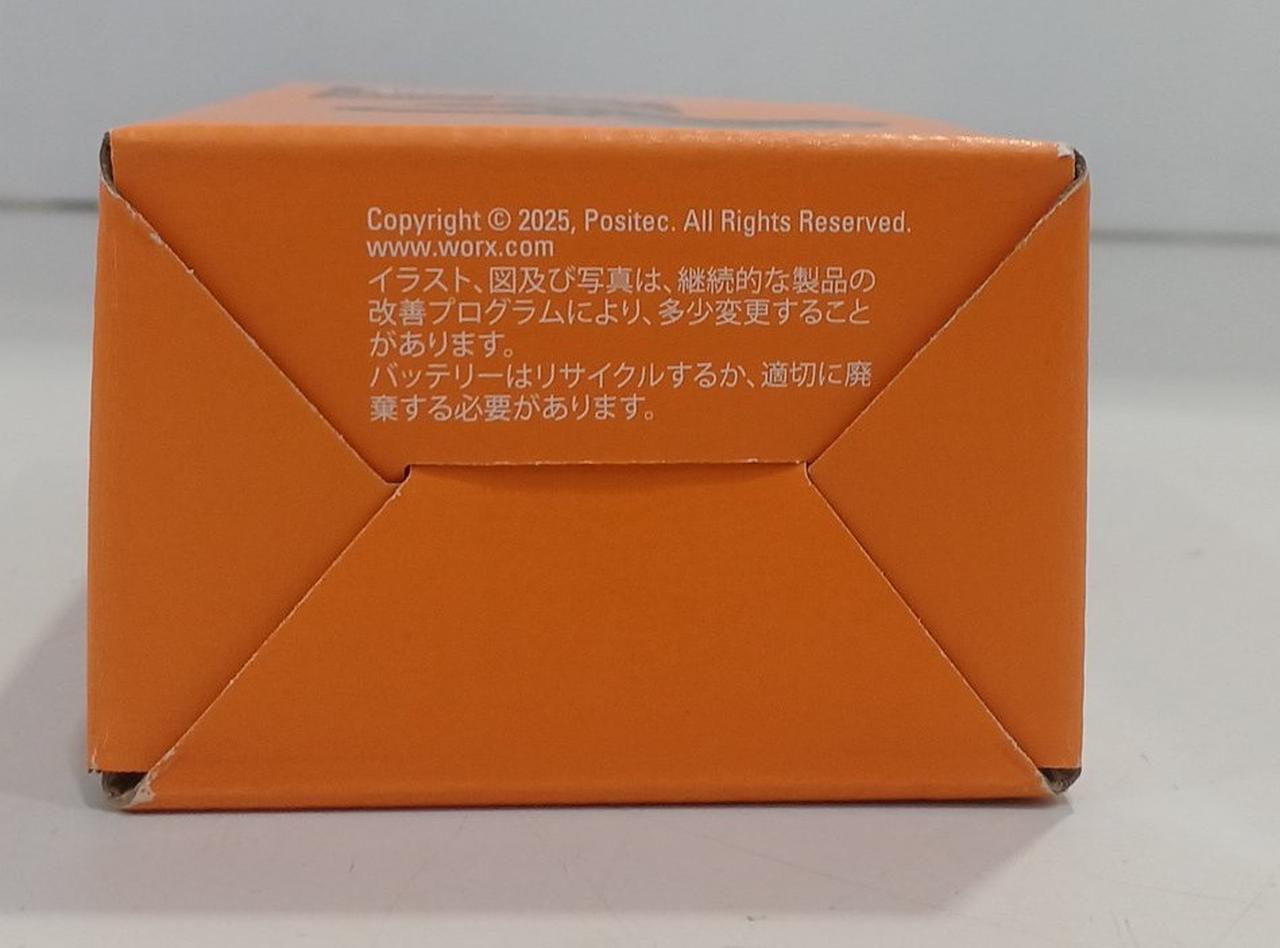 Copyright © 2025, Positec. All Rights Reserved.
www.worx.com
イラスト、図及び写真は、継続的な製品の
改善プログラムにより、多少変更すること
があります。
バッテリーはリサイクルするか、適切に廃
棄する必要があります。